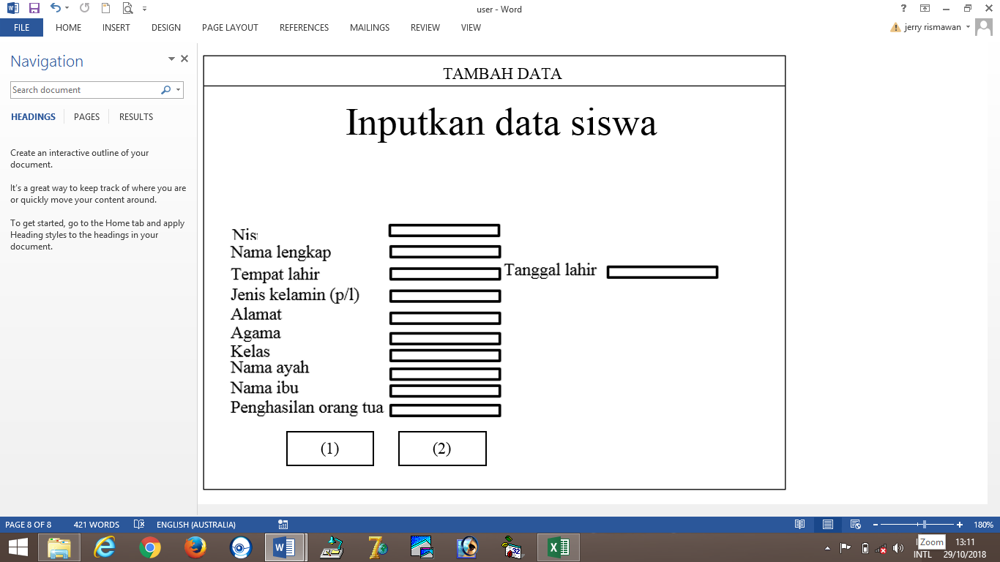 user - Word
FILE HOME INSERT DESIGN PAGE LAYOUT REFERENCES MAILINGS REVIEW VIEW
jerry rismawan
Navigation
Search document
HEADINGS PAGES RESULTS
Create an interactive outline of your
document.
It's a great way to keep track of where you are
or quickly move your content around.
To get started, go to the Home tab and apply
Heading styles to the headings in your
document.
TAMBAH DATA
Inputkan data siswa
Nama lengkap
Tempat lahir Tanggal lahir
Jenis kelamin (p/l)
Alamat
Agama
Kelas
Nama ayah
Nama ibu
Penghasilan orang tua
(1) (2)
PAGE 8 OF 8 421 WORDS ENGLISH (AUSTRALIA) 180%
Zoom
13:11
INTL 29/10/2018